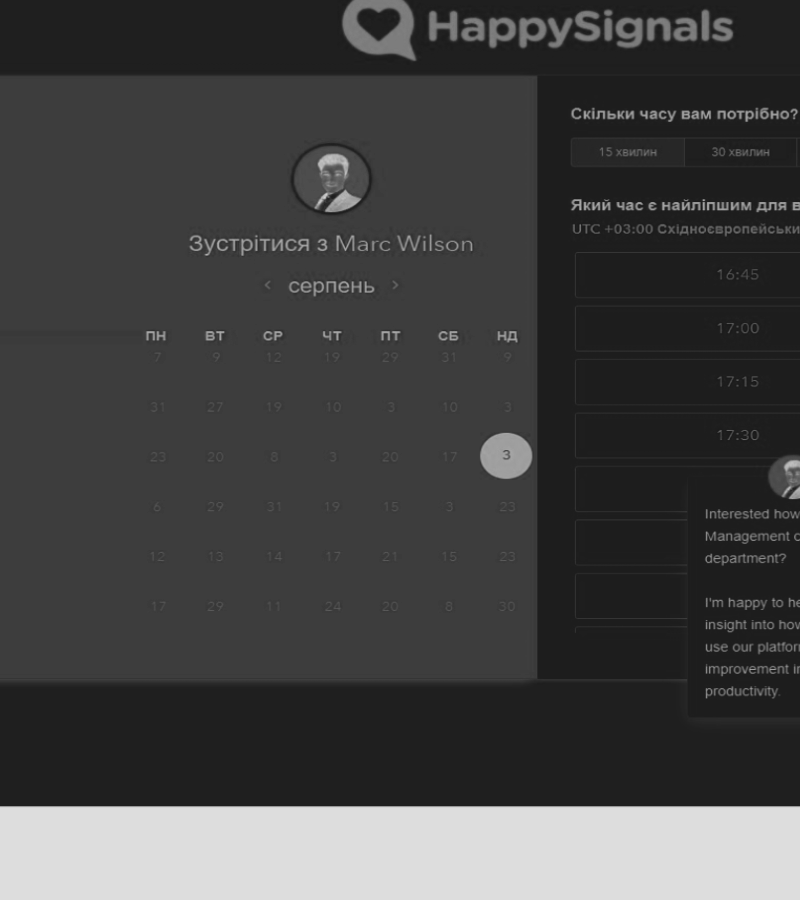 HappySignals
Зустрітися з Marc Wilson
‹ серпень ›
ПН ВТ СР ЧТ ПТ СБ НД
7 9 12 19 29 31 9
31 27 19 10 3 10 3
23 20 8 3 20 17 3
6 29 31 19 15 3 23
12 13 14 17 21 15 23
17 29 11 24 20 8 30
Скільки часу вам потрібно?
15 хвилин 30 хвилин
Який час є найліпшим для в
UTC +03:00 Східноєвропейськи
16:45
17:00
17:15
17:30
Interested how
Management c
department?
I'm happy to he
insight into how
use our platfor
improvement i
productivity.